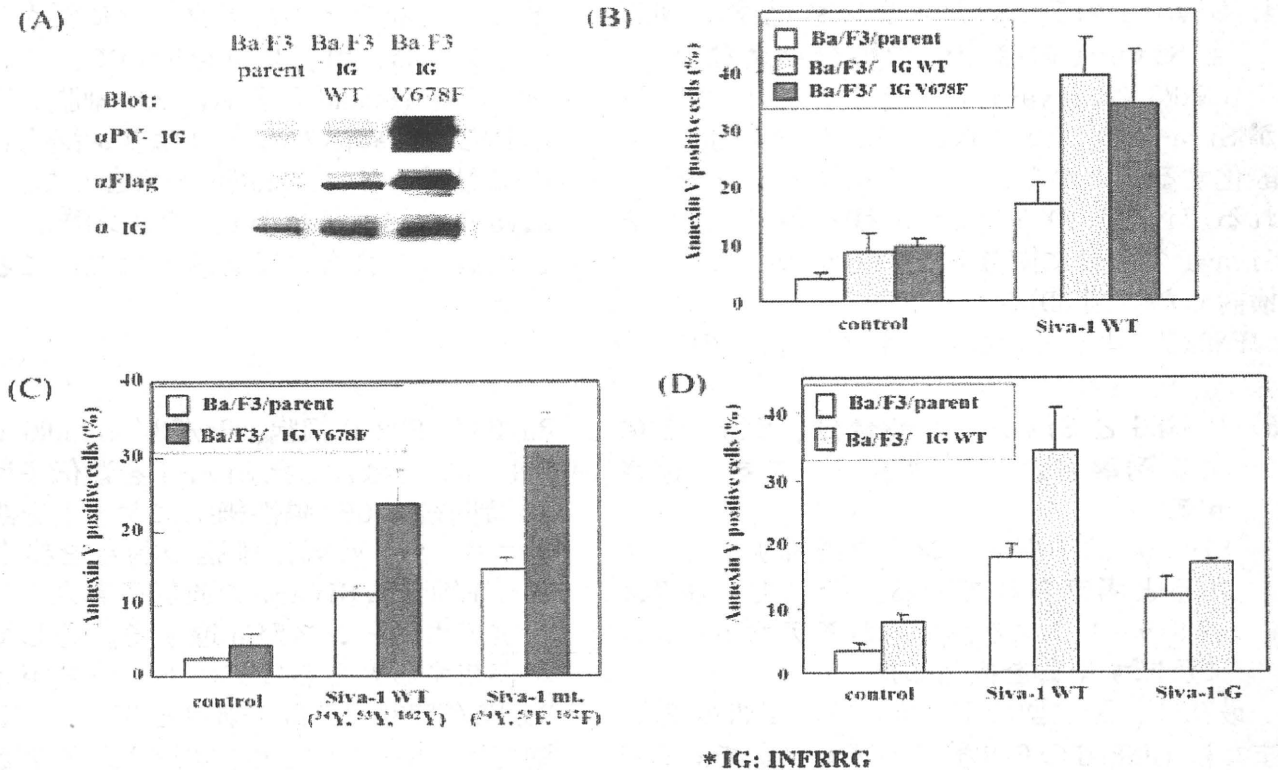 (A)
Ba/F3 Ba/F3 Ba/F3
parent IG IG
WT V678F
Blot:
αPY- IG
αFlag
α IG
(B)
Ba/F3/parent
Ba/F3/ IG WT
Ba/F3/ IG V678F
Annexin V positive cells (%)
40
30
20
10
0
control Siva-1 WT
(C)
Ba/F3/parent
Ba/F3/ IG V678F
Annexin V positive cells (%)
40
30
20
10
0
control Siva-1 WT Siva-1 mt.
(³⁴Y, ⁵³Y, ¹⁶²Y) (³⁴Y, ⁵³F, ¹⁶²F)
(D)
Ba/F3/parent
Ba/F3/ IG WT
Annexin V positive cells (%)
40
30
20
10
0
control Siva-1 WT Siva-1-G
*IG: INFRRG